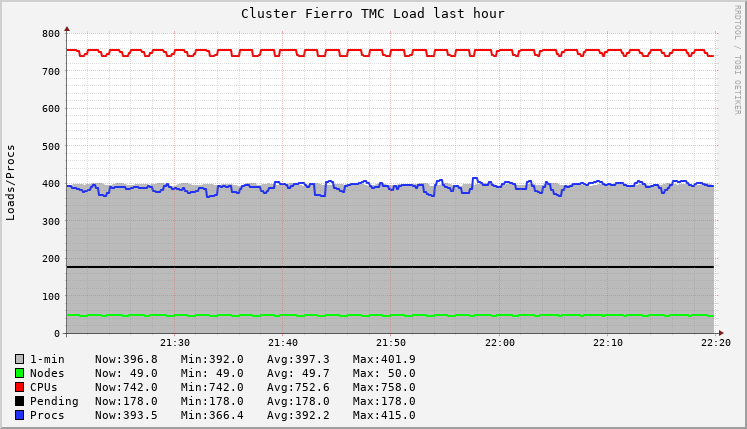 Cluster Fierro TMC Load last hour
RRDTOOL / TOBI OETIKER
Loads/Procs
800
700
600
500
400
300
200
100
0
21:30 21:40 21:50 22:00 22:10 22:20
1-min Now:396.8 Min:392.0 Avg:397.3 Max:401.9
Nodes Now: 49.0 Min: 49.0 Avg: 49.7 Max: 50.0
CPUs Now:742.0 Min:742.0 Avg:752.6 Max:758.0
Pending Now:178.0 Min:178.0 Avg:178.0 Max:178.0
Procs Now:393.5 Min:366.4 Avg:392.2 Max:415.0